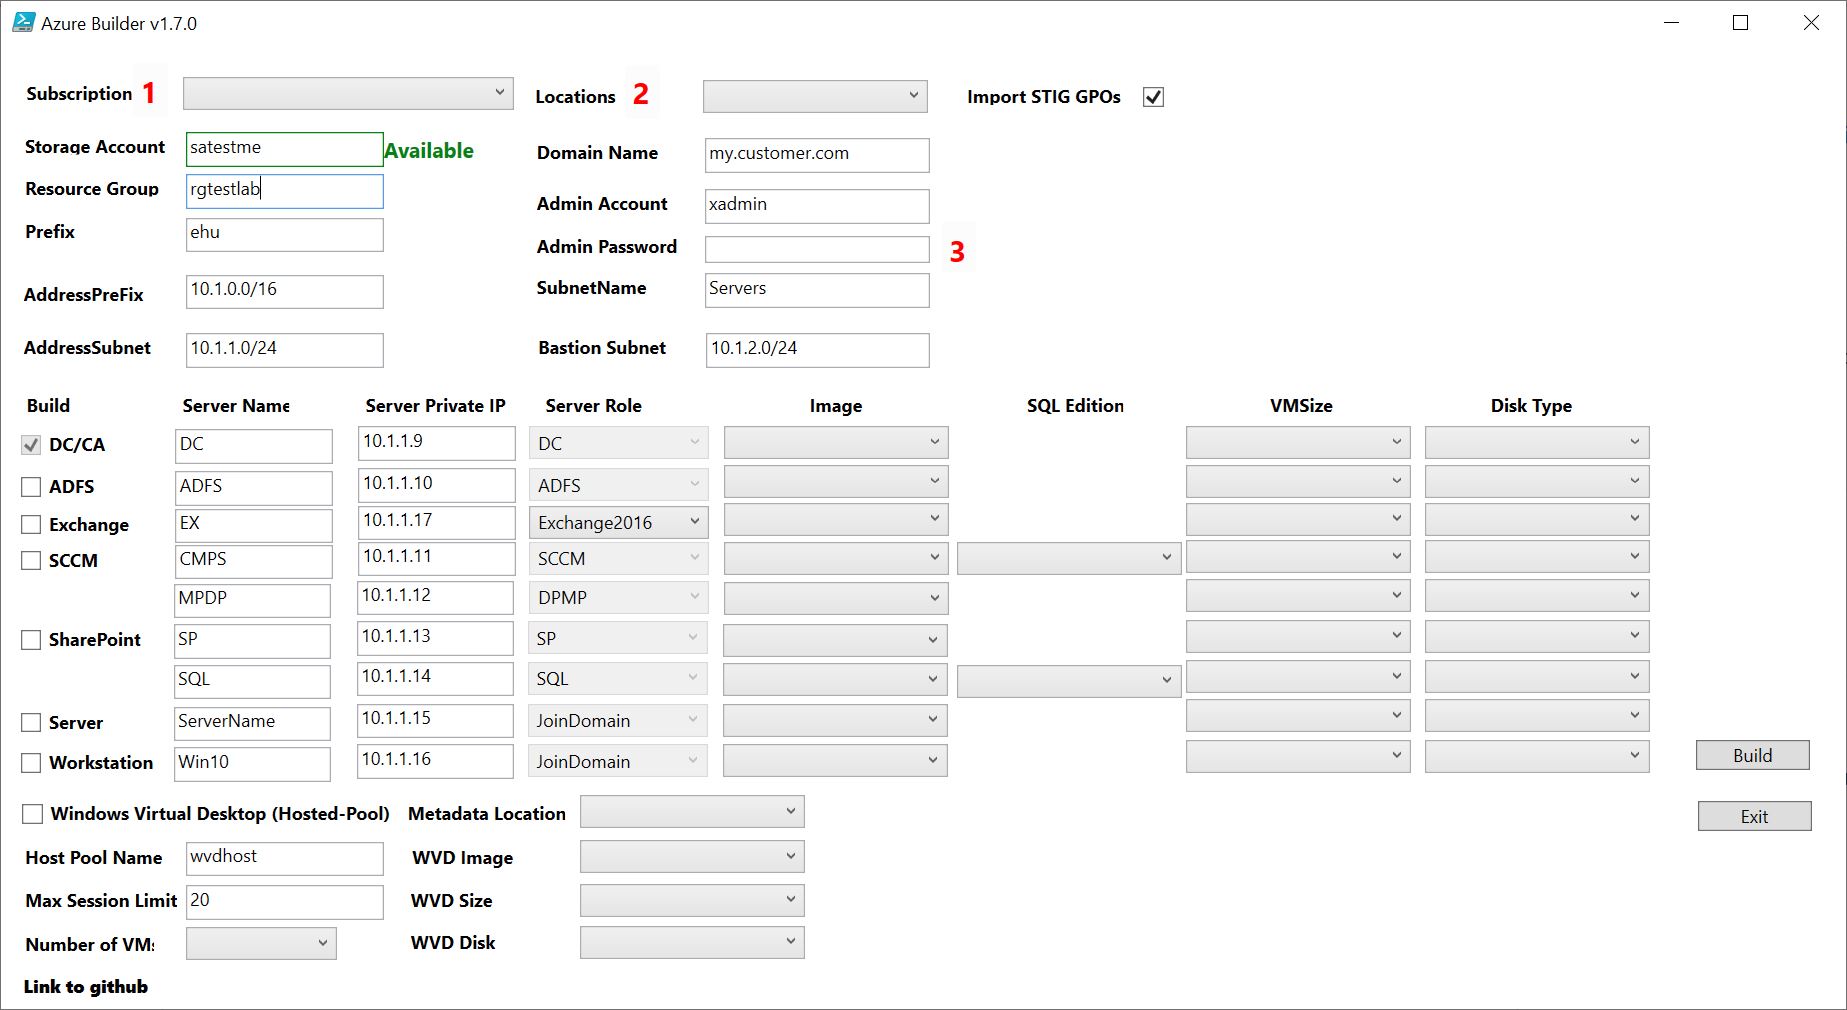 Azure Builder v1.7.0
Subscription 1 Locations 2 Import STIG GPOs
Storage Account satestme Available Domain Name my.customer.com
Resource Group rgtestlab Admin Account xadmin
Prefix ehu Admin Password 3
AddressPreFix 10.1.0.0/16 SubnetName Servers
AddressSubnet 10.1.1.0/24 Bastion Subnet 10.1.2.0/24
Build Server Name Server Private IP Server Role Image SQL Edition VMSize Disk Type
DC/CA DC 10.1.1.9 DC
ADFS ADFS 10.1.1.10 ADFS
Exchange EX 10.1.1.17 Exchange2016
SCCM CMPS 10.1.1.11 SCCM
MPDP 10.1.1.12 DPMP
SharePoint SP 10.1.1.13 SP
SQL 10.1.1.14 SQL
Server ServerName 10.1.1.15 JoinDomain
Workstation Win10 10.1.1.16 JoinDomain Build
Windows Virtual Desktop (Hosted-Pool) Metadata Location Exit
Host Pool Name wvdhost WVD Image
Max Session Limit 20 WVD Size
Number of VMs WVD Disk
Link to github